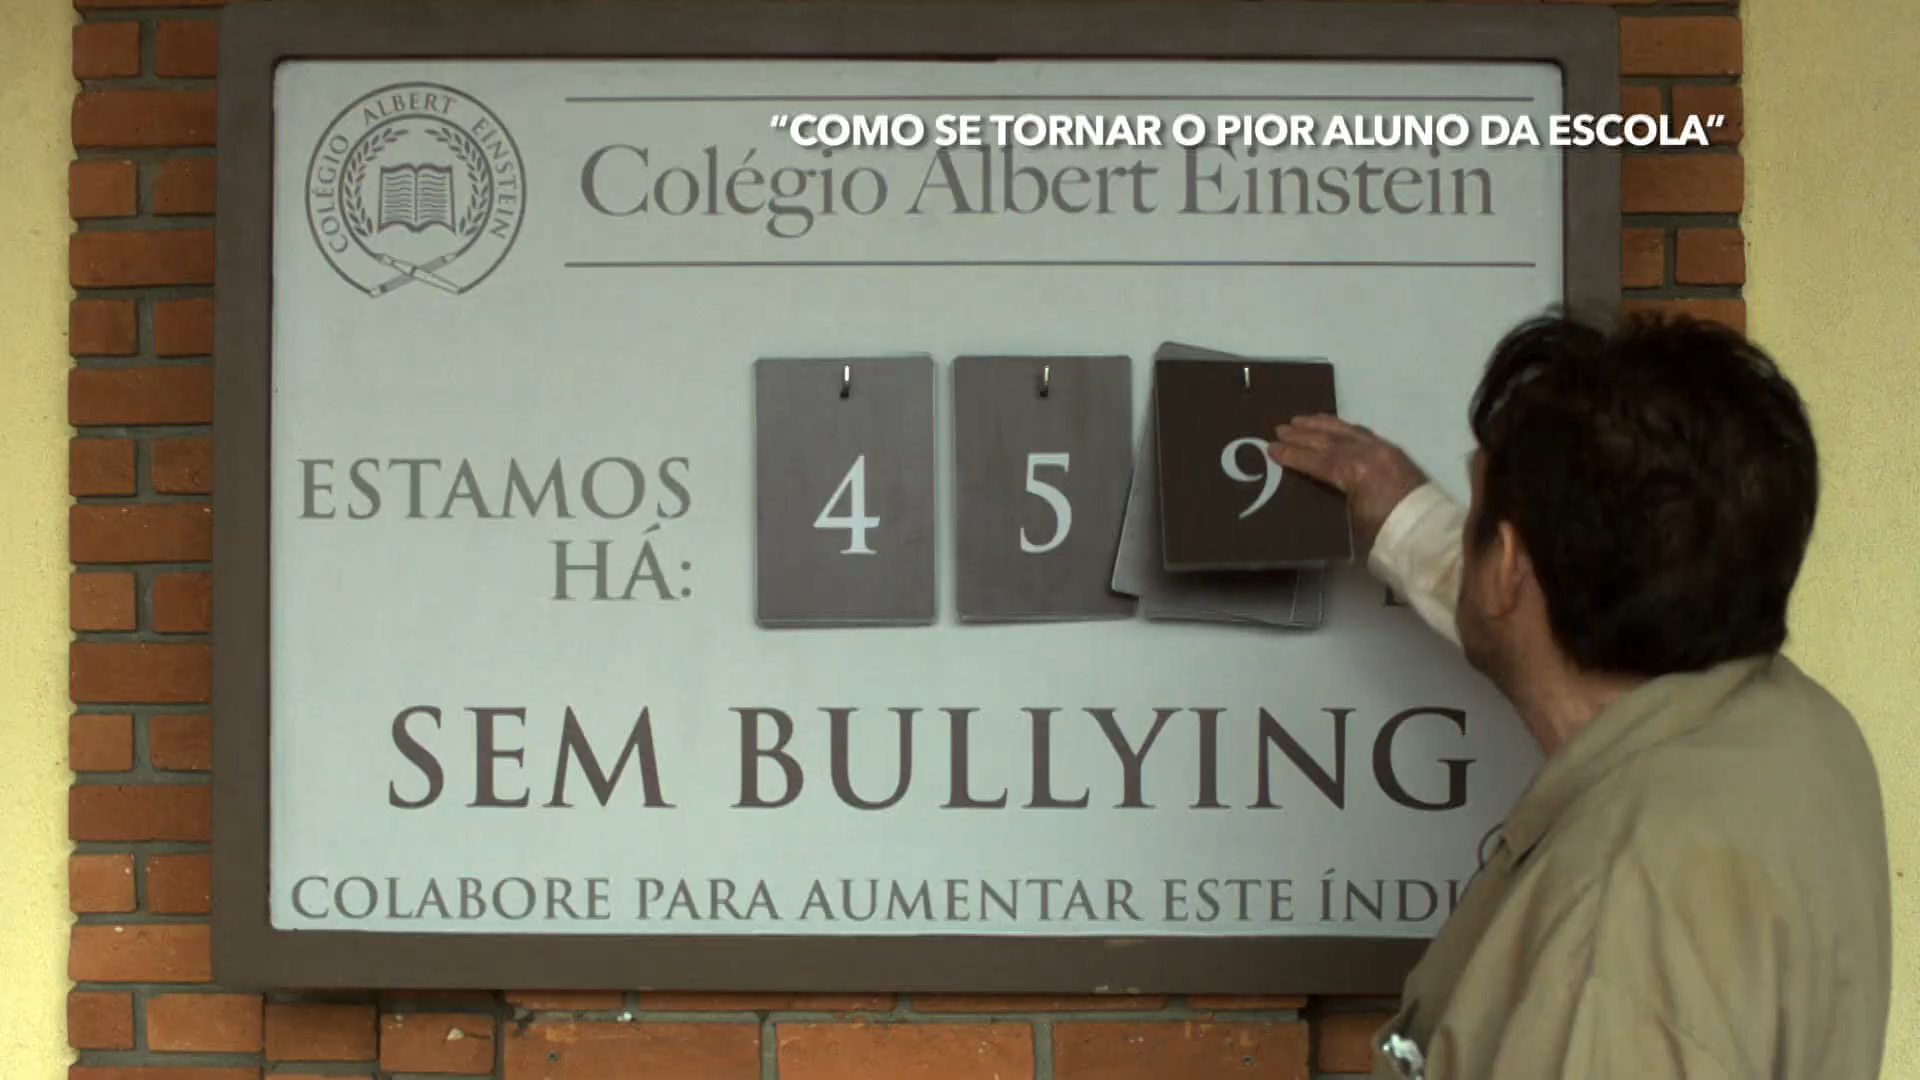 "COMO SE TORNAR O PIOR ALUNO DA ESCOLA"
COLÉGIO ALBERT EINSTEIN
Colégio Albert Einstein
ESTAMOS
HÁ:
4 5 9
SEM BULLYING
COLABORE PARA AUMENTAR ESTE ÍNDI